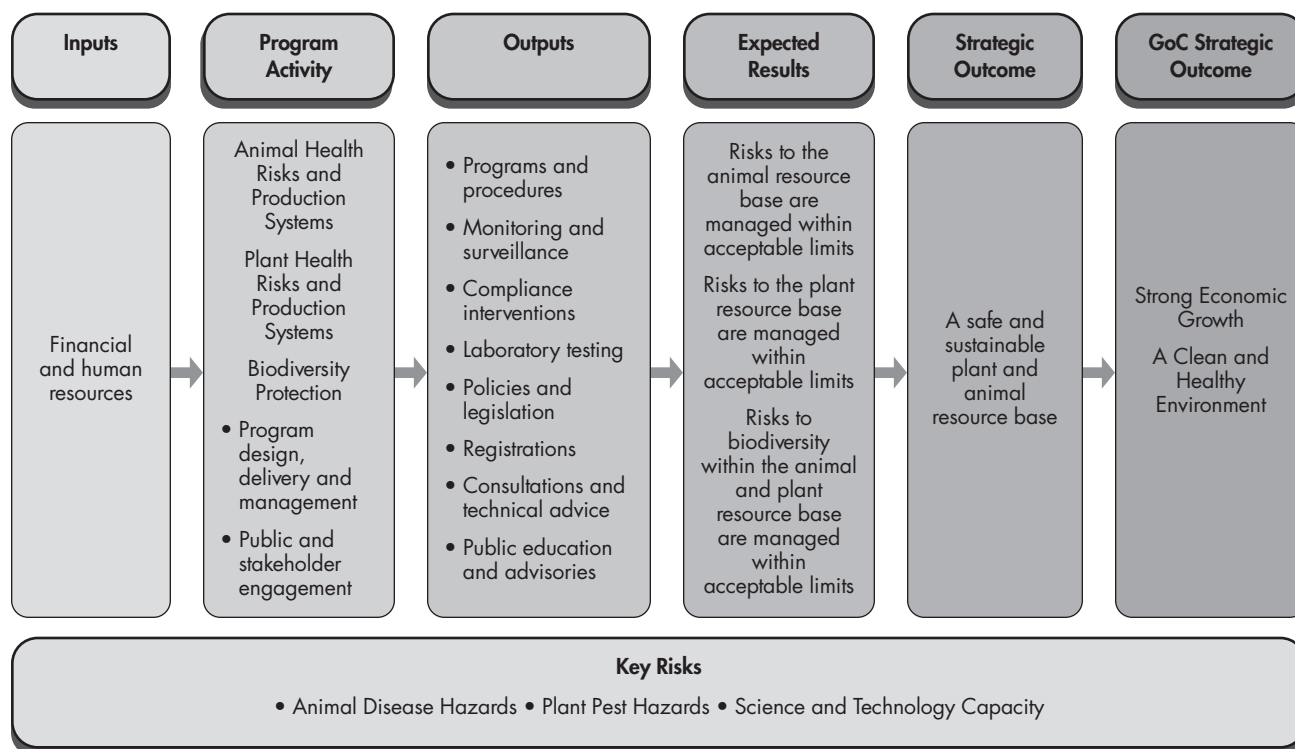 Inputs
Program
Activity
Outputs
Expected
Results
Strategic
Outcome
GoC Strategic
Outcome
Financial
and human
resources
Animal Health
Risks and
Production
Systems
Plant Health
Risks and
Production
Systems
Biodiversity
Protection
• Program
design,
delivery and
management
• Public and
stakeholder
engagement
• Programs and
procedures
• Monitoring and
surveillance
• Compliance
interventions
• Laboratory testing
• Policies and
legislation
• Registrations
• Consultations and
technical advice
• Public education
and advisories
Risks to the
animal resource
base are
managed within
acceptable limits
Risks to the plant
resource base
are managed
within
acceptable limits
Risks to
biodiversity
within the animal
and plant
resource base
are managed
within
acceptable limits
A safe and
sustainable
plant and
animal
resource base
Strong Economic
Growth
A Clean and
Healthy
Environment
Key Risks
• Animal Disease Hazards • Plant Pest Hazards • Science and Technology Capacity